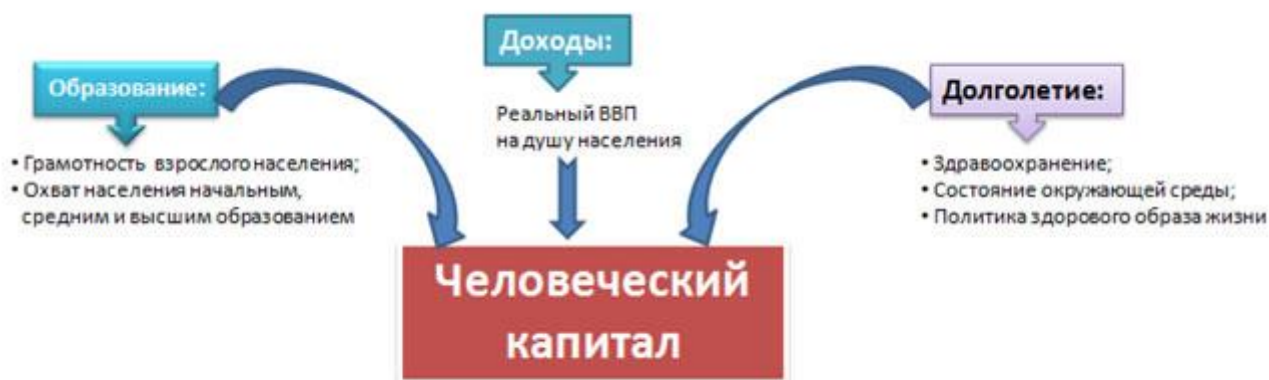 Образование:
• Грамотность взрослого населения;
• Охват населения начальным,
средним и высшим образованием
Доходы:
Реальный ВВП
на душу населения
Долголетие:
• Здравоохранение;
• Состояние окружающей среды;
• Политика здорового образа жизни
Человеческий
капитал